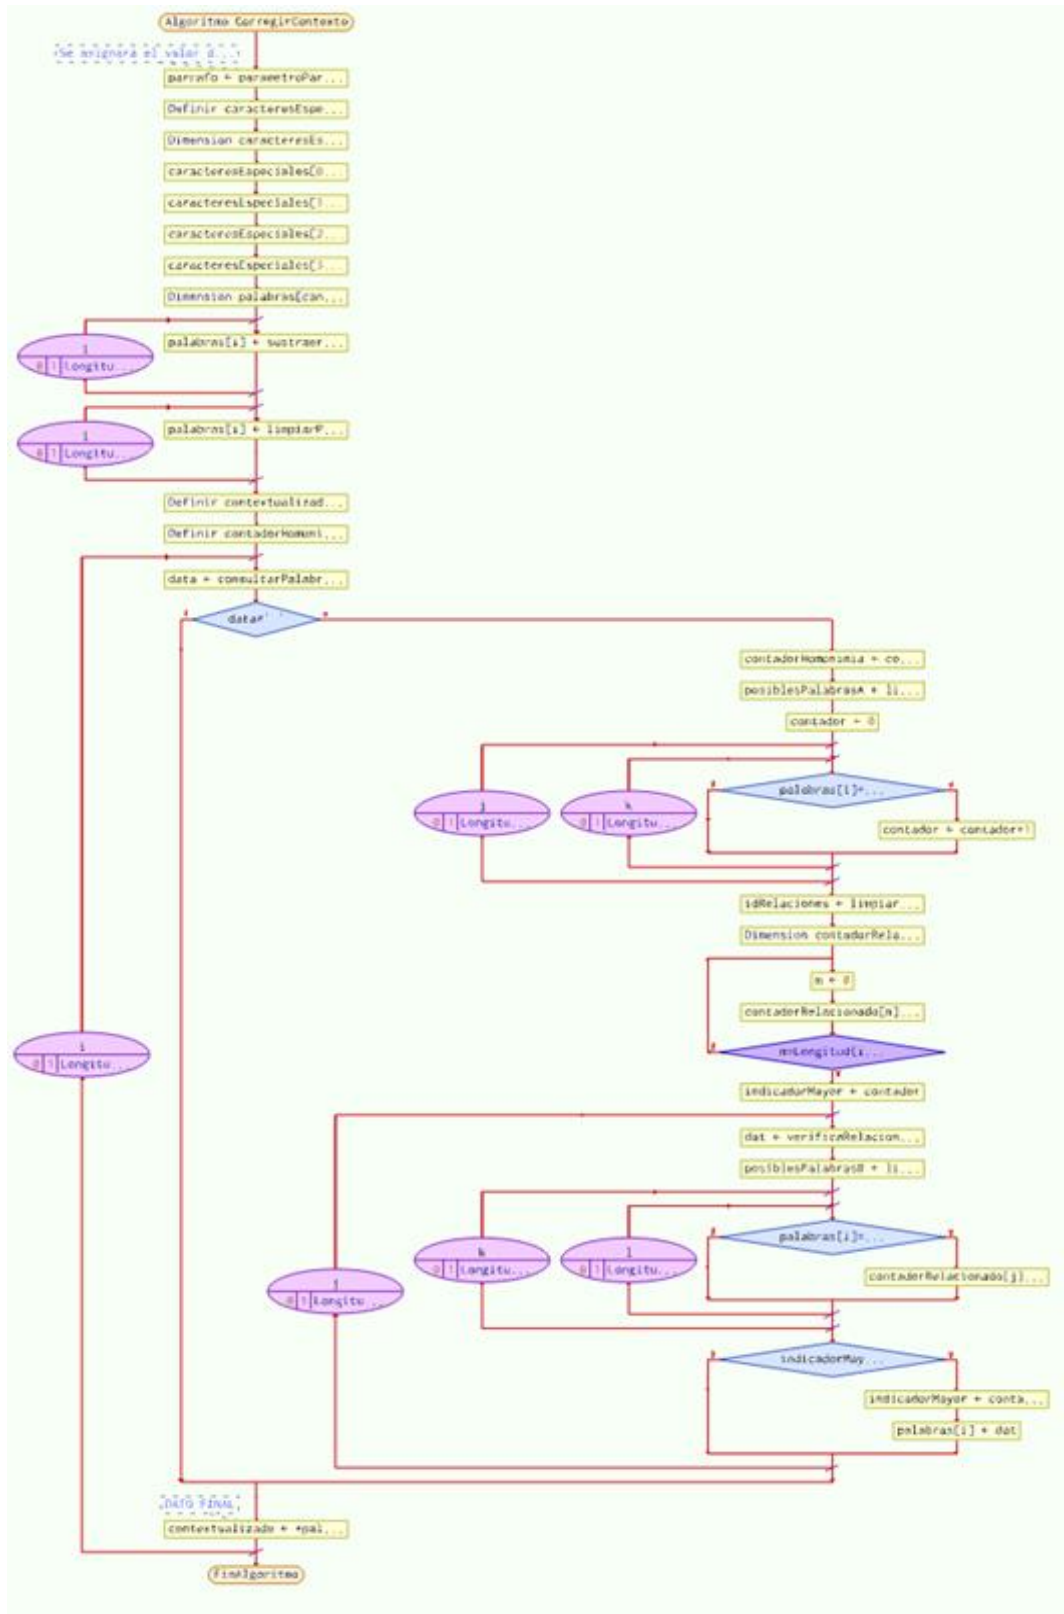 Algoritmo CorregirContexto
Se asignara el valor d...
parrafo ← parametroPar...
Definir caracteresEspe...
Dimension caracteresEs...
caracteresEspeciales[0...
caracteresEspeciales[1...
caracteresEspeciales[2...
caracteresEspeciales[3...
Dimension palabras[can...
palabras[i] ← sustraer...
i
0 1 Longitu...
palabras[i] ← limpiarP...
i
0 1 Longitu...
Definir contextualizad...
Definir contadorHomoni...
data ← consultarPalabr...
contadorHomonimia ← co...
posiblesPalabrasA ← li...
contador ← 0
palabras[i]=...
j
0 1 Longitu...
k
0 1 Longitu...
contador ← contador+1
idRelaciones ← limpiar...
Dimension contadorRela...
m ← 0
contadorRelacionado[m]...
i
0 1 Longitu...
m=Longitud(i...
indicadorMayor ← contador
dat ← verificaRelacion...
posiblesPalabrasB ← li...
palabras[i]=...
k
0 1 Longitu...
l
0 1 Longitu...
contadorRelacionado[j]...
j
0 1 Longitu...
indicadorMay...
indicadorMayor ← conta...
palabras[i] ← dat
DATO FINAL
contextualizado ← +pal...
FinAlgoritmo